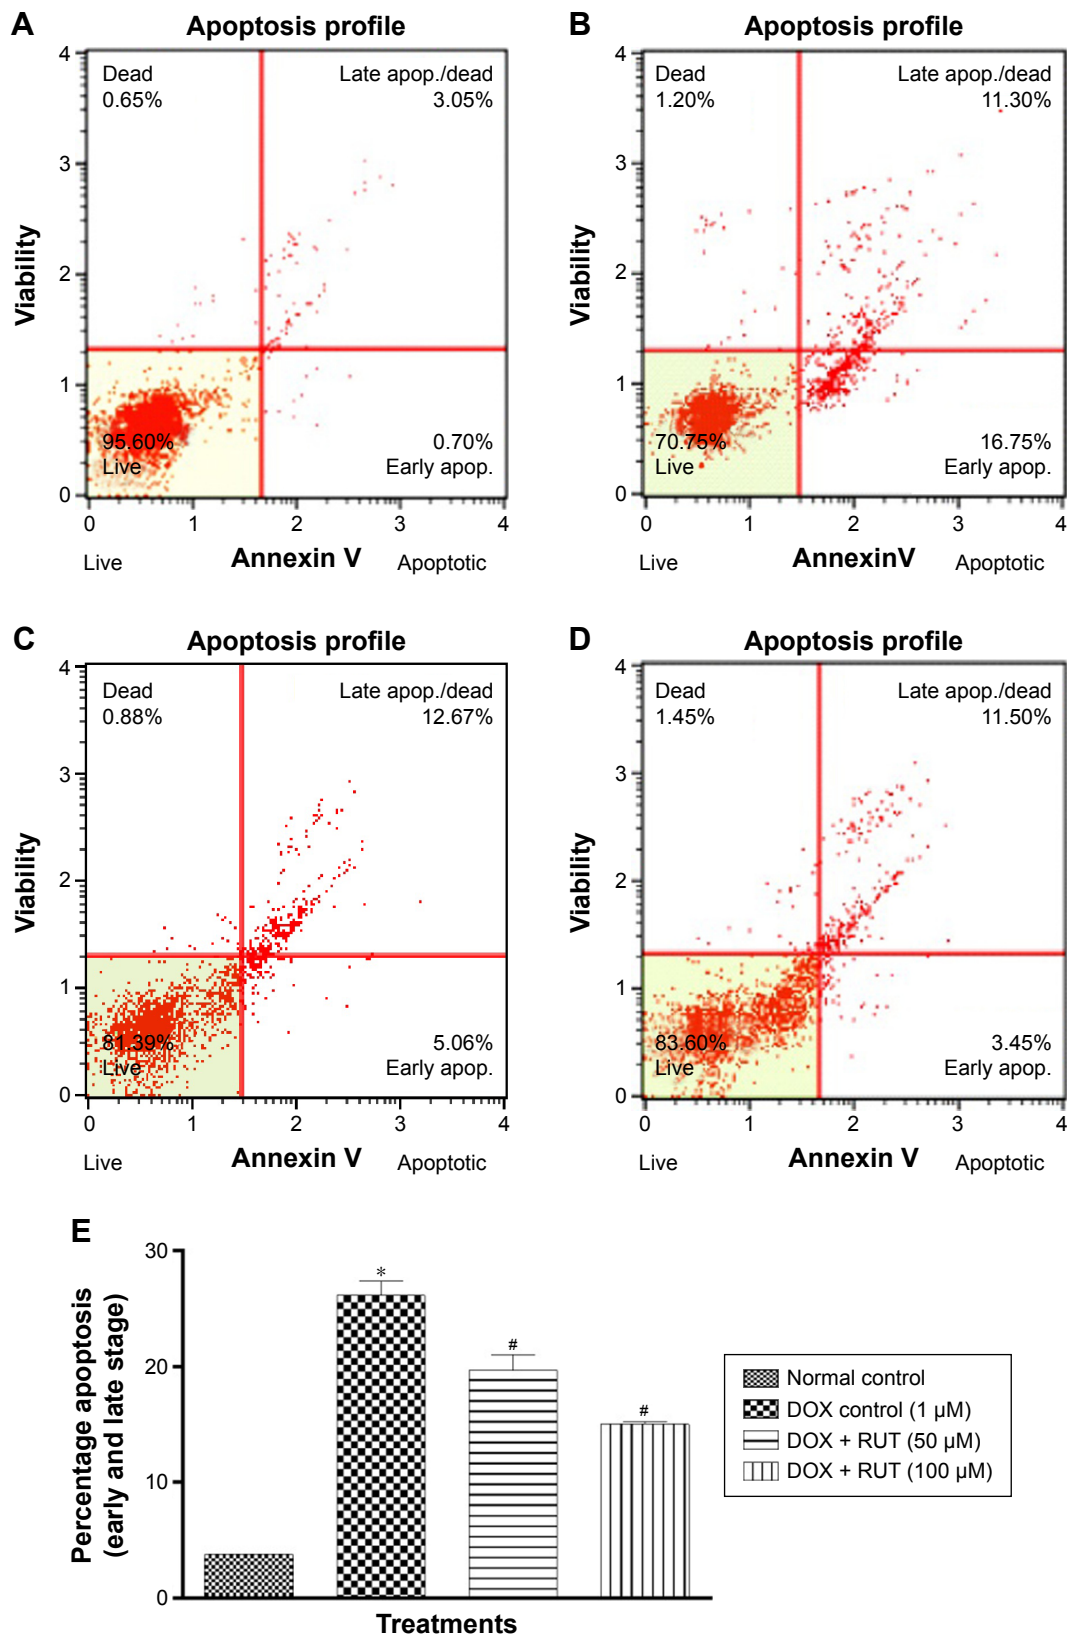 A
Apoptosis profile
4
3
2
1
0
Viability
Dead
0.65%
Late apop./dead
3.05%
95.60%
Live
0.70%
Early apop.
0 1 2 3 4
Live
Annexin V
Apoptotic
B
Apoptosis profile
4
3
2
1
0
Viability
Dead
1.20%
Late apop./dead
11.30%
70.75%
Live
16.75%
Early apop.
0 1 2 3 4
Live
AnnexinV
Apoptotic
C
Apoptosis profile
4
3
2
1
0
Viability
Dead
0.88%
Late apop./dead
12.67%
81.39%
Live
5.06%
Early apop.
0 1 2 3 4
Live
Annexin V
Apoptotic
D
Apoptosis profile
4
3
2
1
0
Viability
Dead
1.45%
Late apop./dead
11.50%
83.60%
Live
3.45%
Early apop.
0 1 2 3 4
Live
Annexin V
Apoptotic
E
Percentage apoptosis
(early and late stage)
30
20
10
0
*
#
#
Treatments
Normal control
DOX control (1 µM)
DOX + RUT (50 µM)
DOX + RUT (100 µM)